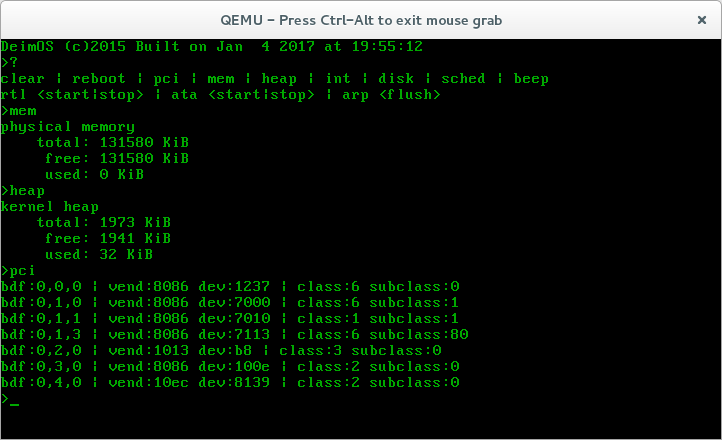 QEMU - Press Ctrl-Alt to exit mouse grab
DeimOS (c)2015 Built on Jan  4 2017 at 19:55:12
>?
clear | reboot | pci | mem | heap | int | disk | sched | beep
rtl <start|stop> | ata <start|stop> | arp <flush>
>mem
physical memory
    total: 131580 KiB
     free: 131580 KiB
     used: 0 KiB
>heap
kernel heap
    total: 1973 KiB
     free: 1941 KiB
     used: 32 KiB
>pci
bdf:0,0,0 | vend:8086 dev:1237 | class:6 subclass:0
bdf:0,1,0 | vend:8086 dev:7000 | class:6 subclass:1
bdf:0,1,1 | vend:8086 dev:7010 | class:1 subclass:1
bdf:0,1,3 | vend:8086 dev:7113 | class:6 subclass:80
bdf:0,2,0 | vend:1013 dev:b8 | class:3 subclass:0
bdf:0,3,0 | vend:8086 dev:100e | class:2 subclass:0
bdf:0,4,0 | vend:10ec dev:8139 | class:2 subclass:0
>_